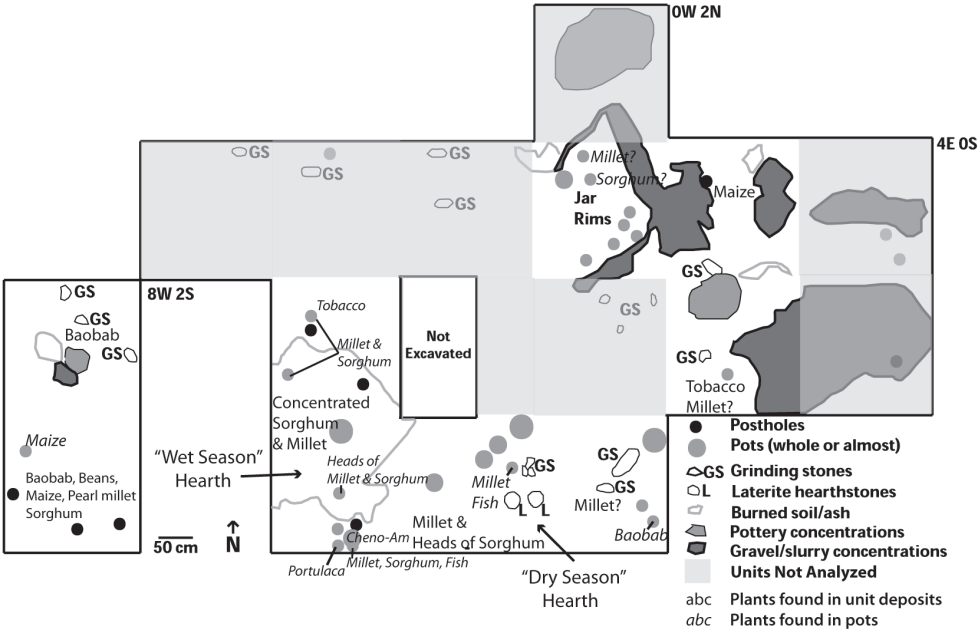 0W 2N
4E 0S
GS
GS
GS
GS
Millet?
Sorghum?
Jar
Rims
Maize
8W 2S
GS
GS
Baobab
GS
Maize
Baobab, Beans,
Maize, Pearl millet
Sorghum
Tobacco
Millet &
Sorghum
Not
Excavated
GS
GS
GS
Tobacco
Millet?
Concentrated
Sorghum
& Millet
"Wet Season"
Hearth
Heads of
Millet & Sorghum
Millet
Fish
GS
L L
GS
GS
Millet?
Baobab
Cheno-Am
Millet &
Heads of Sorghum
Portulaca
Millet, Sorghum, Fish
"Dry Season"
Hearth
50 cm
N
Postholes
Pots (whole or almost)
GS Grinding stones
L Laterite hearthstones
Burned soil/ash
Pottery concentrations
Gravel/slurry concentrations
Units Not Analyzed
abc Plants found in unit deposits
abc Plants found in pots